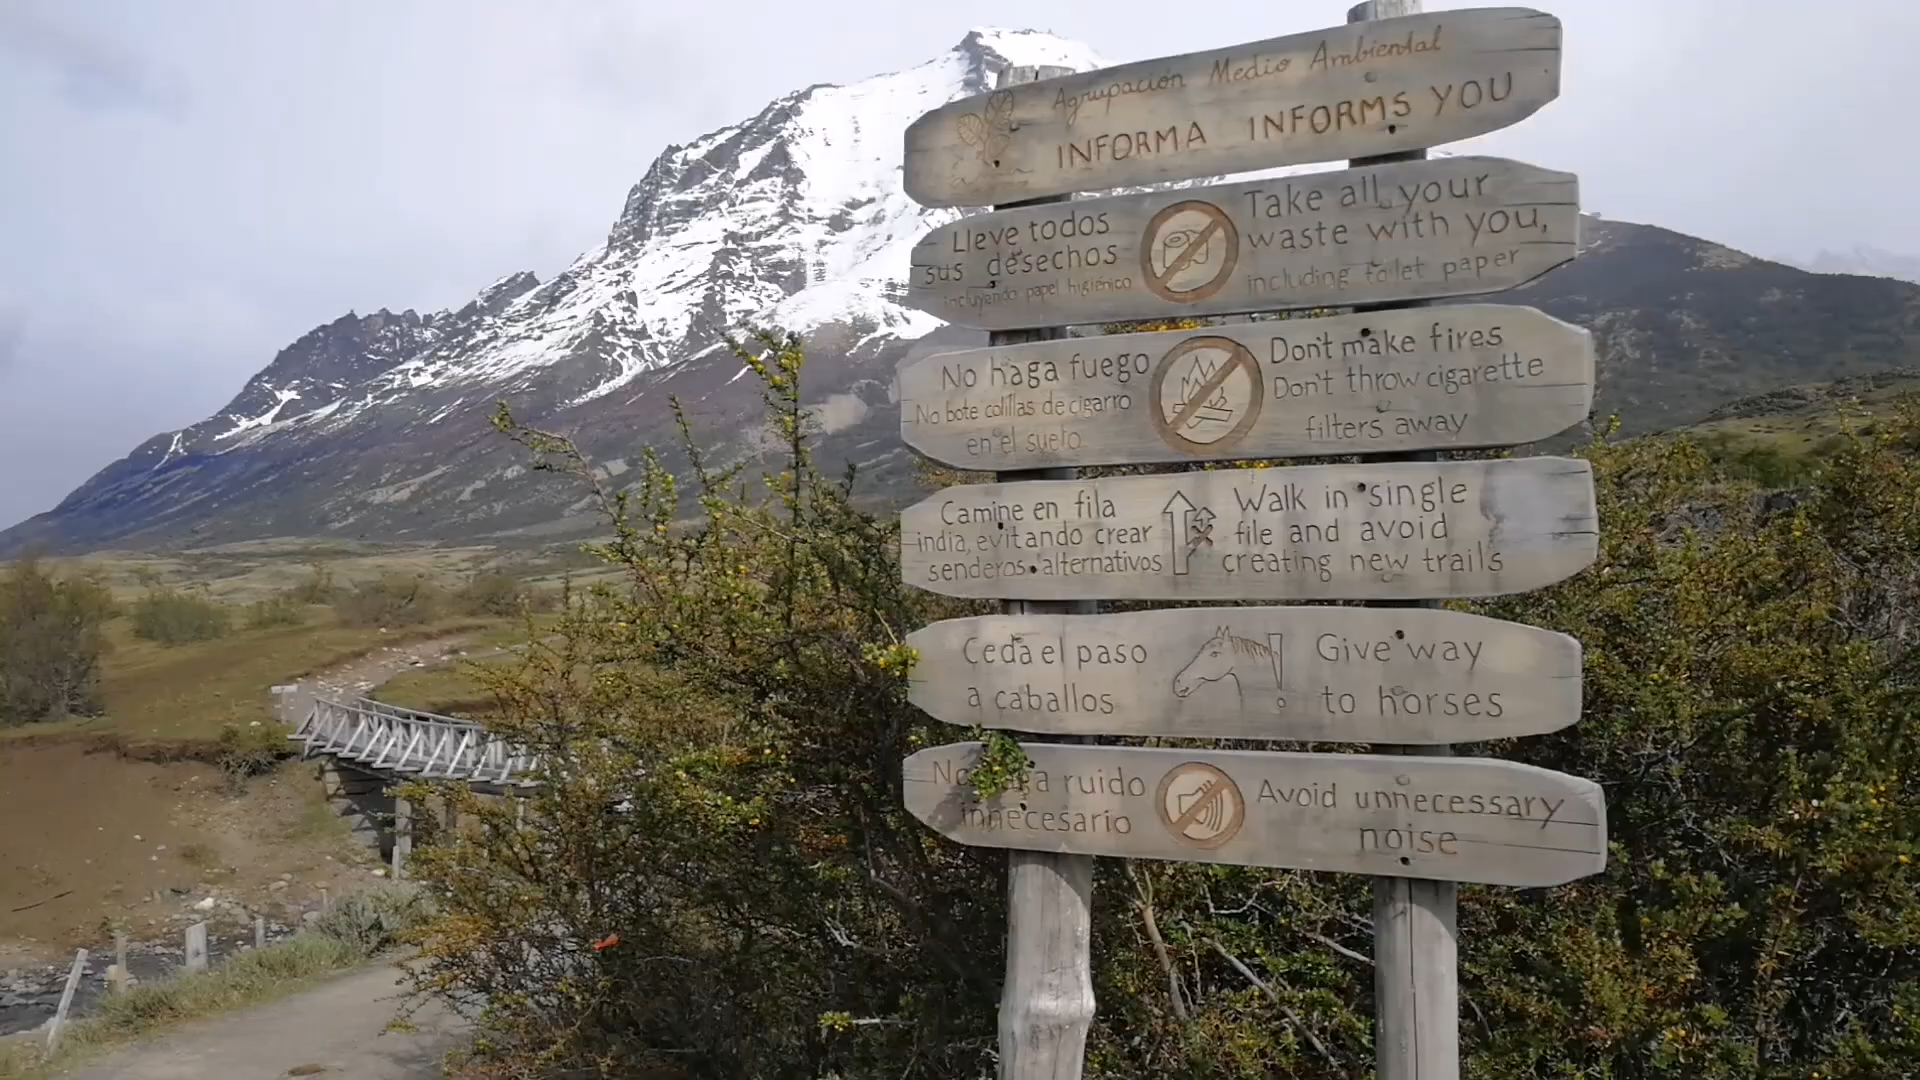 Agrupación Medio Ambiental
INFORMA INFORMS YOU
Lleve todos
sus desechos
incluyendo papel higiénico
Take all your
waste with you,
including toilet paper
No haga fuego
No bote colillas de cigarro
en el suelo
Don't make fires
Don't throw cigarette
filters away
Camine en fila
india, evitando crear
senderos alternativos
Walk in single
file and avoid
creating new trails
Ceda el paso
a caballos
!
Give way
to horses
No ruido
innecesario
Avoid unnecessary
noise